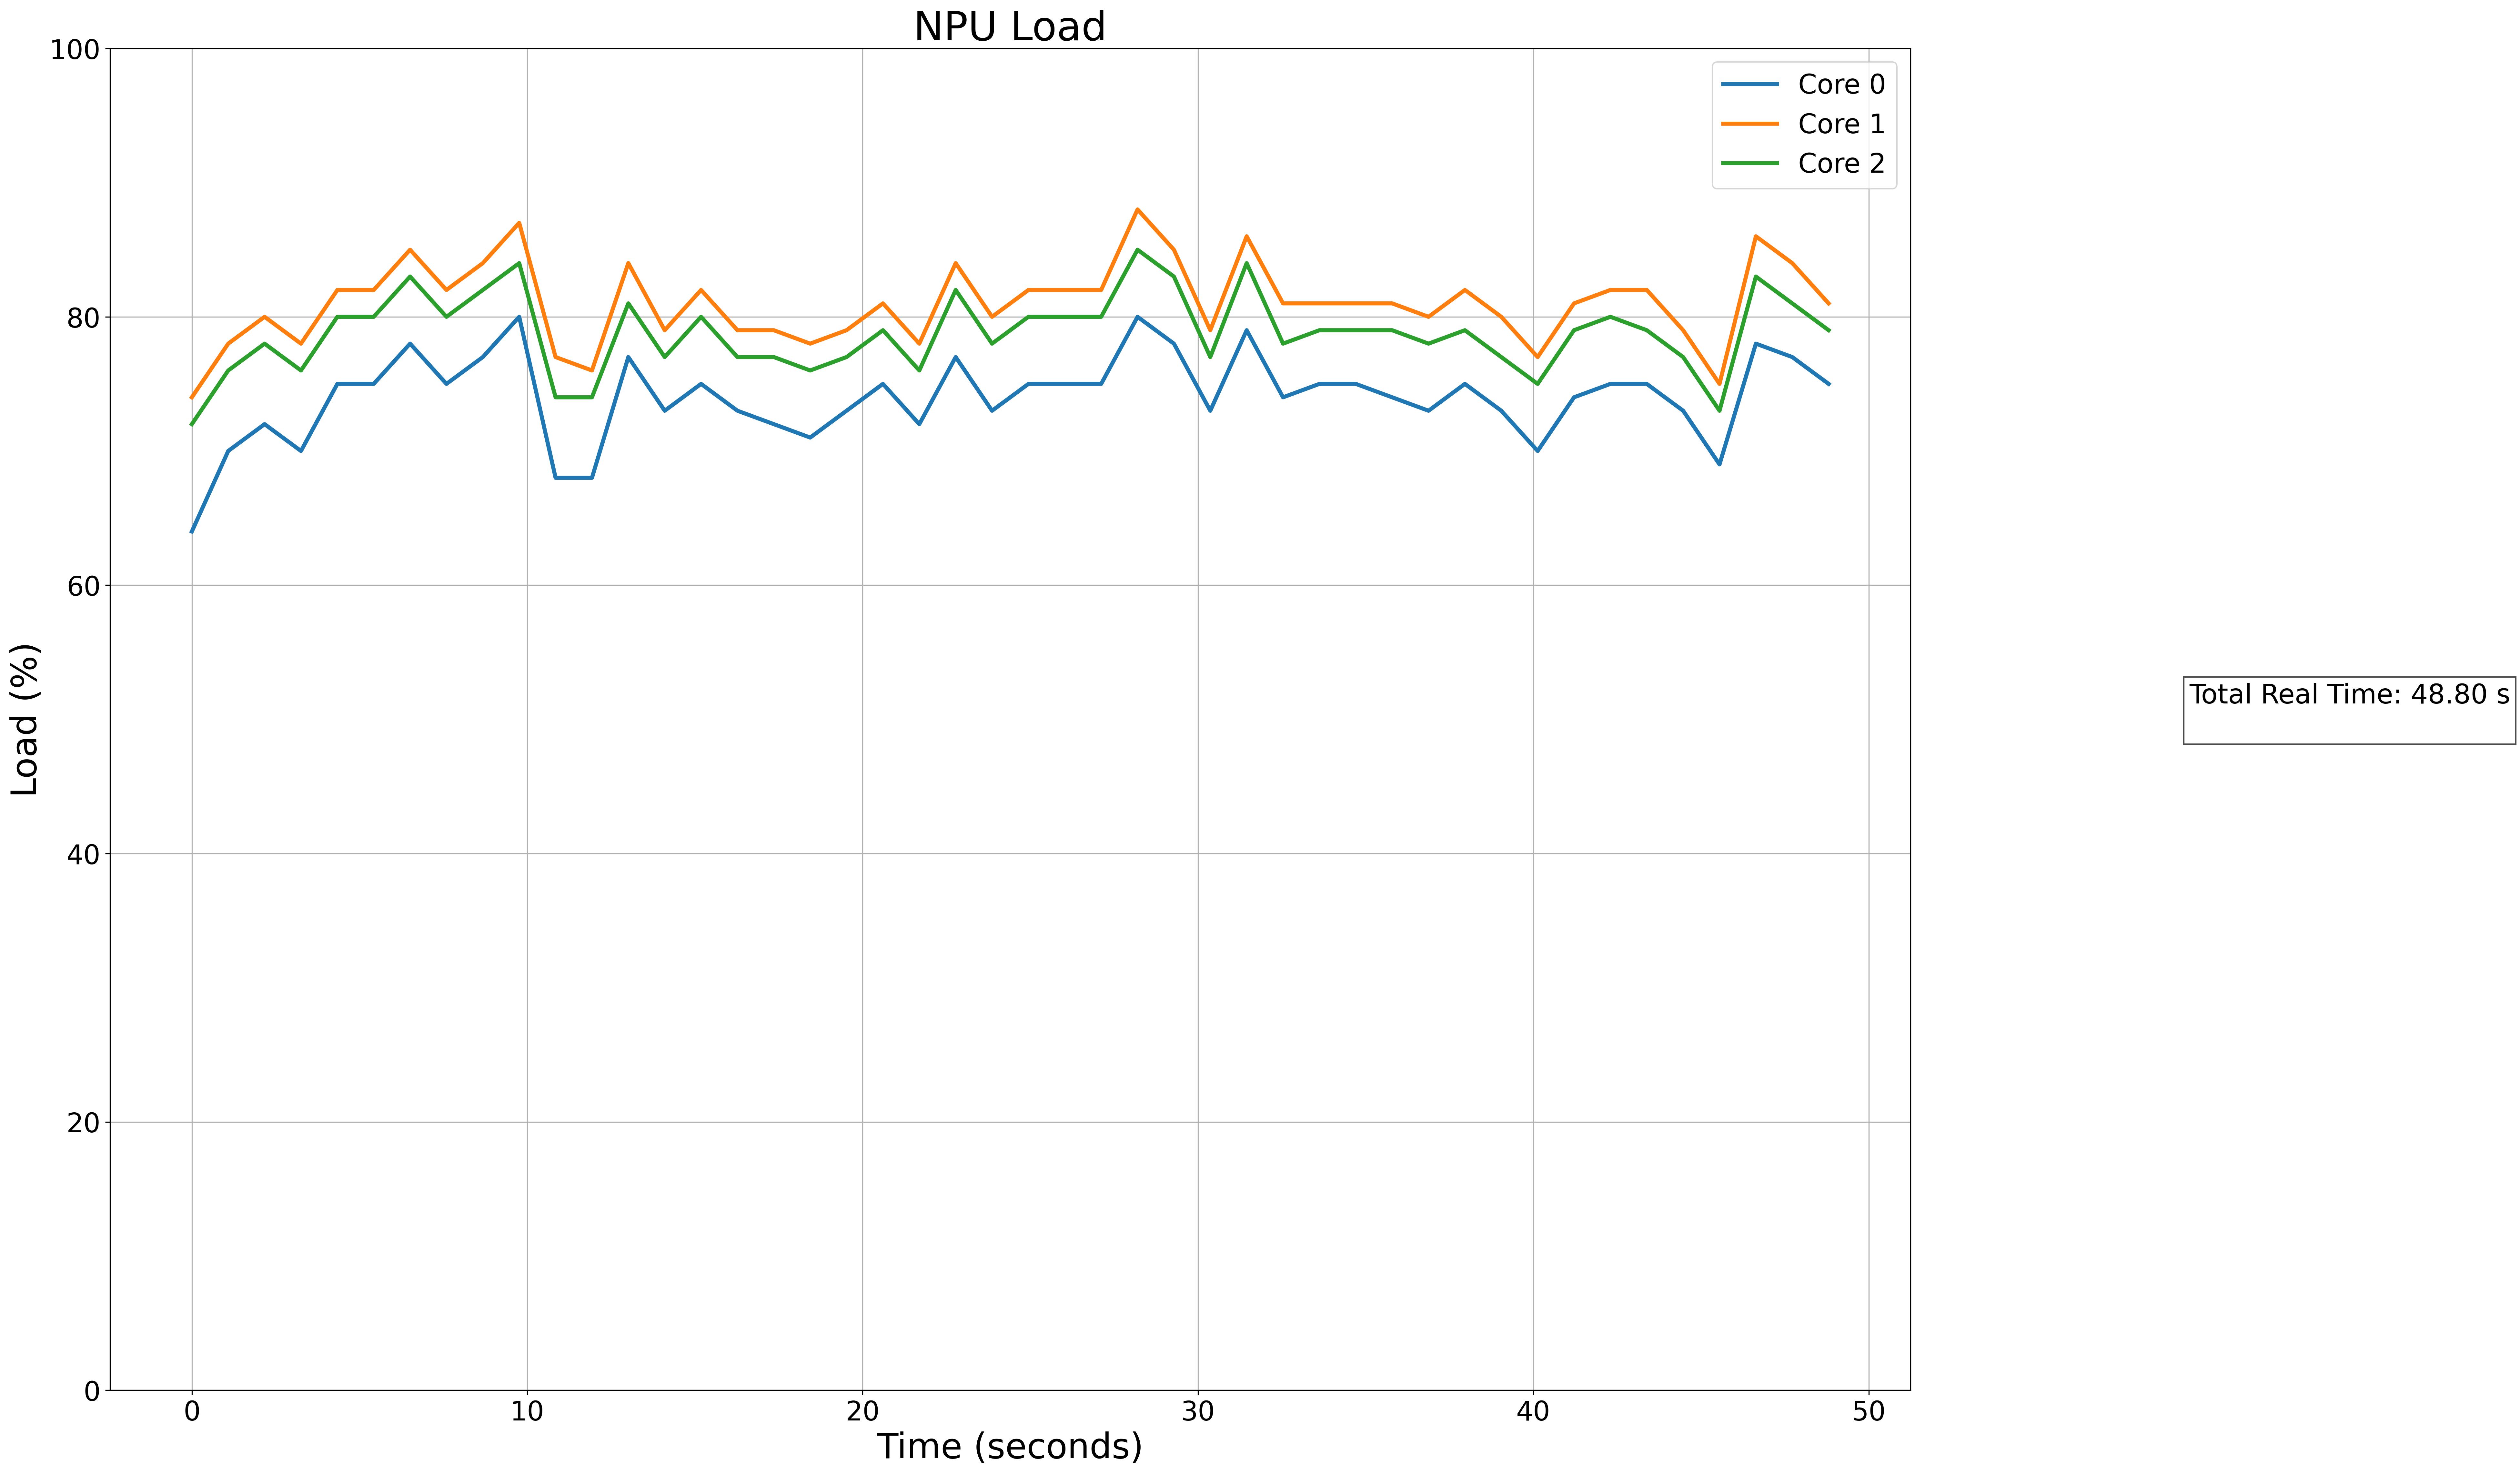 NPU Load
100
80
60
40
20
0
Load (%)
0 10 20 30 40 50
Time (seconds)
Core 0
Core 1
Core 2
Total Real Time: 48.80 s